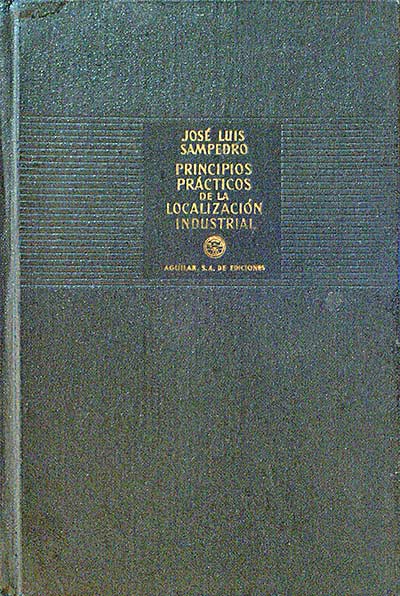 JOSÉ LUIS
SAMPEDRO
PRINCIPIOS
PRÁCTICOS
DE LA
LOCALIZACIÓN
INDUSTRIAL
AGUILAR, S.A. DE EDICIONES